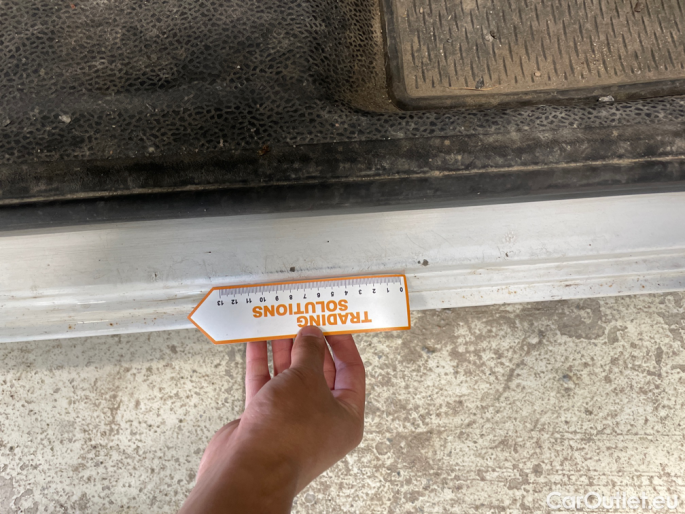 0 1 2 3 4 5 6 7 8 9 10 11 12 13
TRADING
SOLUTIONS
CarOutlet.eu